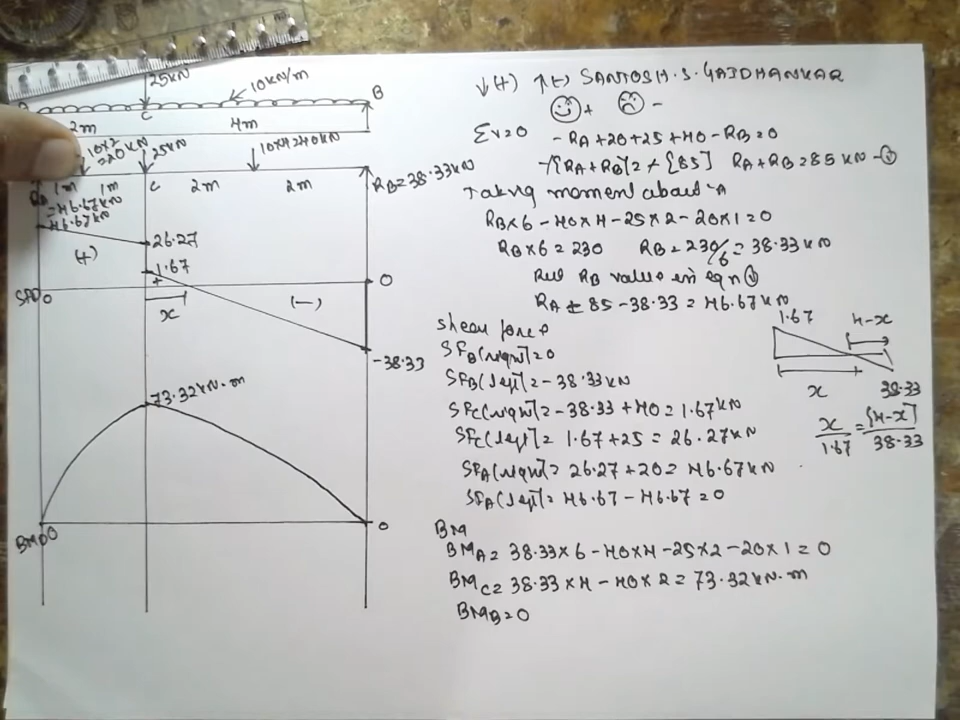 25kN
10kN/m
B
C
2m
4m
10×2
=20kN
25kN
10×4=40kN
1m 1m C 2m 2m RB=38.33kN
=46.67kN
46.67kN
26.27
(+)
1.67
+
0
SFD 0
x
(-)
-38.33
73.32kN.m
BMD 0
0
↓(+) ↑(-) SANTOSH.S.GAIDHANKAR
+ -
Σv=0 -RA+20+25+40-RB=0
-[RA+RB]=-[85] RA+RB=85kN-①
Taking moment about A
RB×6-40×4-25×2-20×1=0
RB×6=230 RB=230/6=38.33kN
Put RB value in eqn ①
RA=85-38.33=46.67kN
Shear force
SFB(right)=0
SFB(left)=-38.33kN
SFC(right)=-38.33+40=1.67kN
SFC(left)=1.67+25=26.27kN
SFA(right)=26.27+20=46.67kN
SFA(left)=46.67-46.67=0
1.67
4-x
x
38.33
x/1.67=[4-x]/38.33
BM
BMA=38.33×6-40×4-25×2-20×1=0
BMC=38.33×4-40×2=73.32kN.m
BMB=0